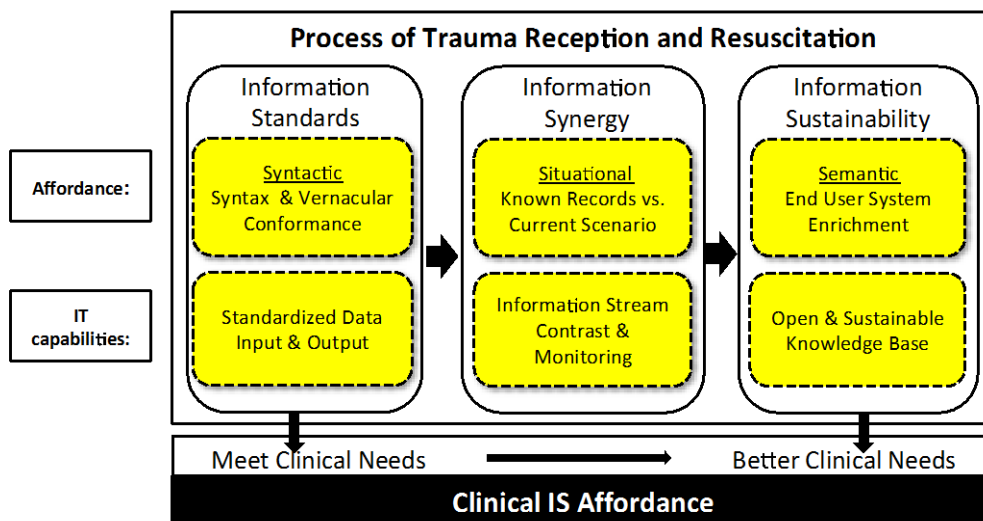 Process of Trauma Reception and Resuscitation
Information
Standards
Information
Synergy
Information
Sustainability
Affordance:
Syntactic
Syntax & Vernacular
Conformance
Situational
Known Records vs.
Current Scenario
Semantic
End User System
Enrichment
IT
capabilities:
Standardized Data
Input & Output
Information Stream
Contrast &
Monitoring
Open & Sustainable
Knowledge Base
Meet Clinical Needs
Better Clinical Needs
Clinical IS Affordance